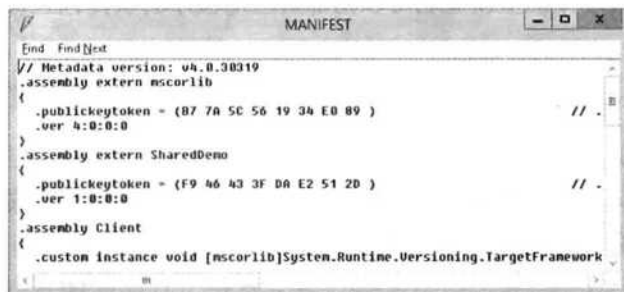 MANIFEST
Find Find Next
// Metadata version: v4.0.30319
.assembly extern mscorlib
{
.publickeytoken = (B7 7A 5C 56 19 34 E0 89 ) // .
.ver 4:0:0:0
}
.assembly extern SharedDemo
{
.publickeytoken = (F9 46 43 3F DA E2 51 2D ) // .
.ver 1:0:0:0
}
.assembly Client
{
.custom instance void [mscorlib]System.Runtime.Versioning.TargetFramework